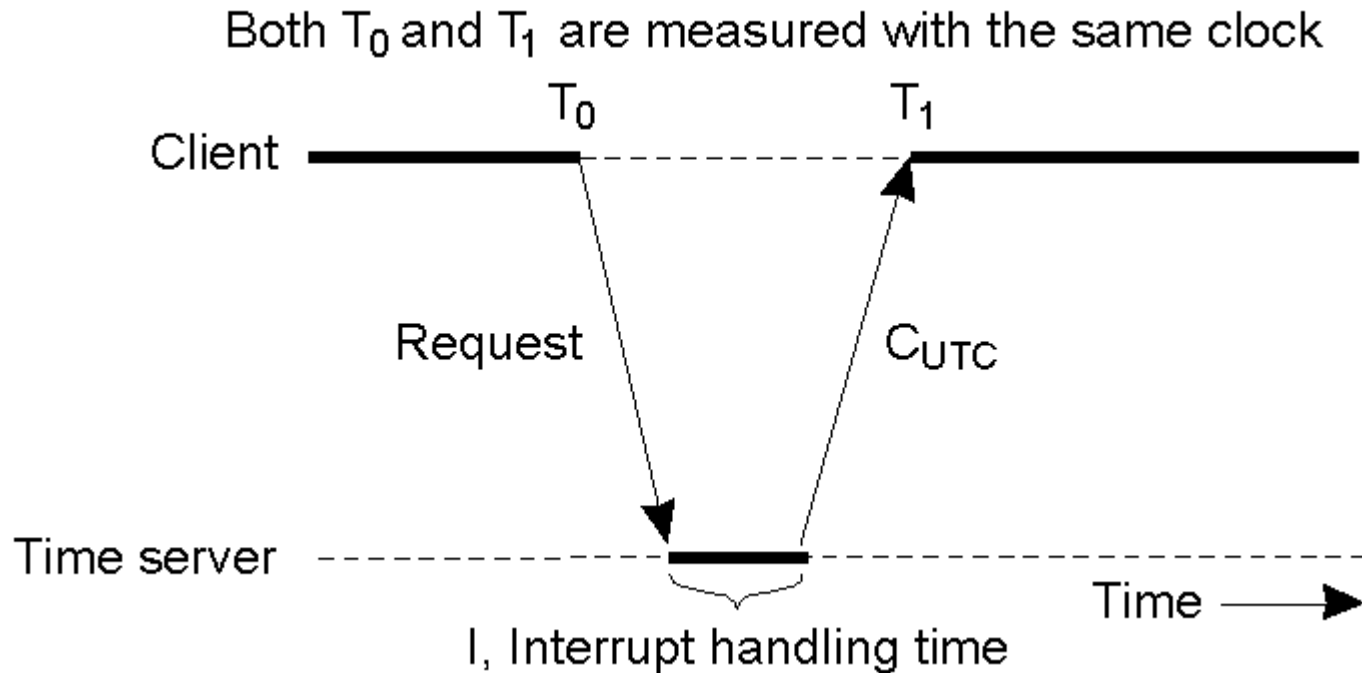 Both T₀ and T₁ are measured with the same clock
T₀ T₁
Client
Request C_UTC
Time server
Time
I, Interrupt handling time